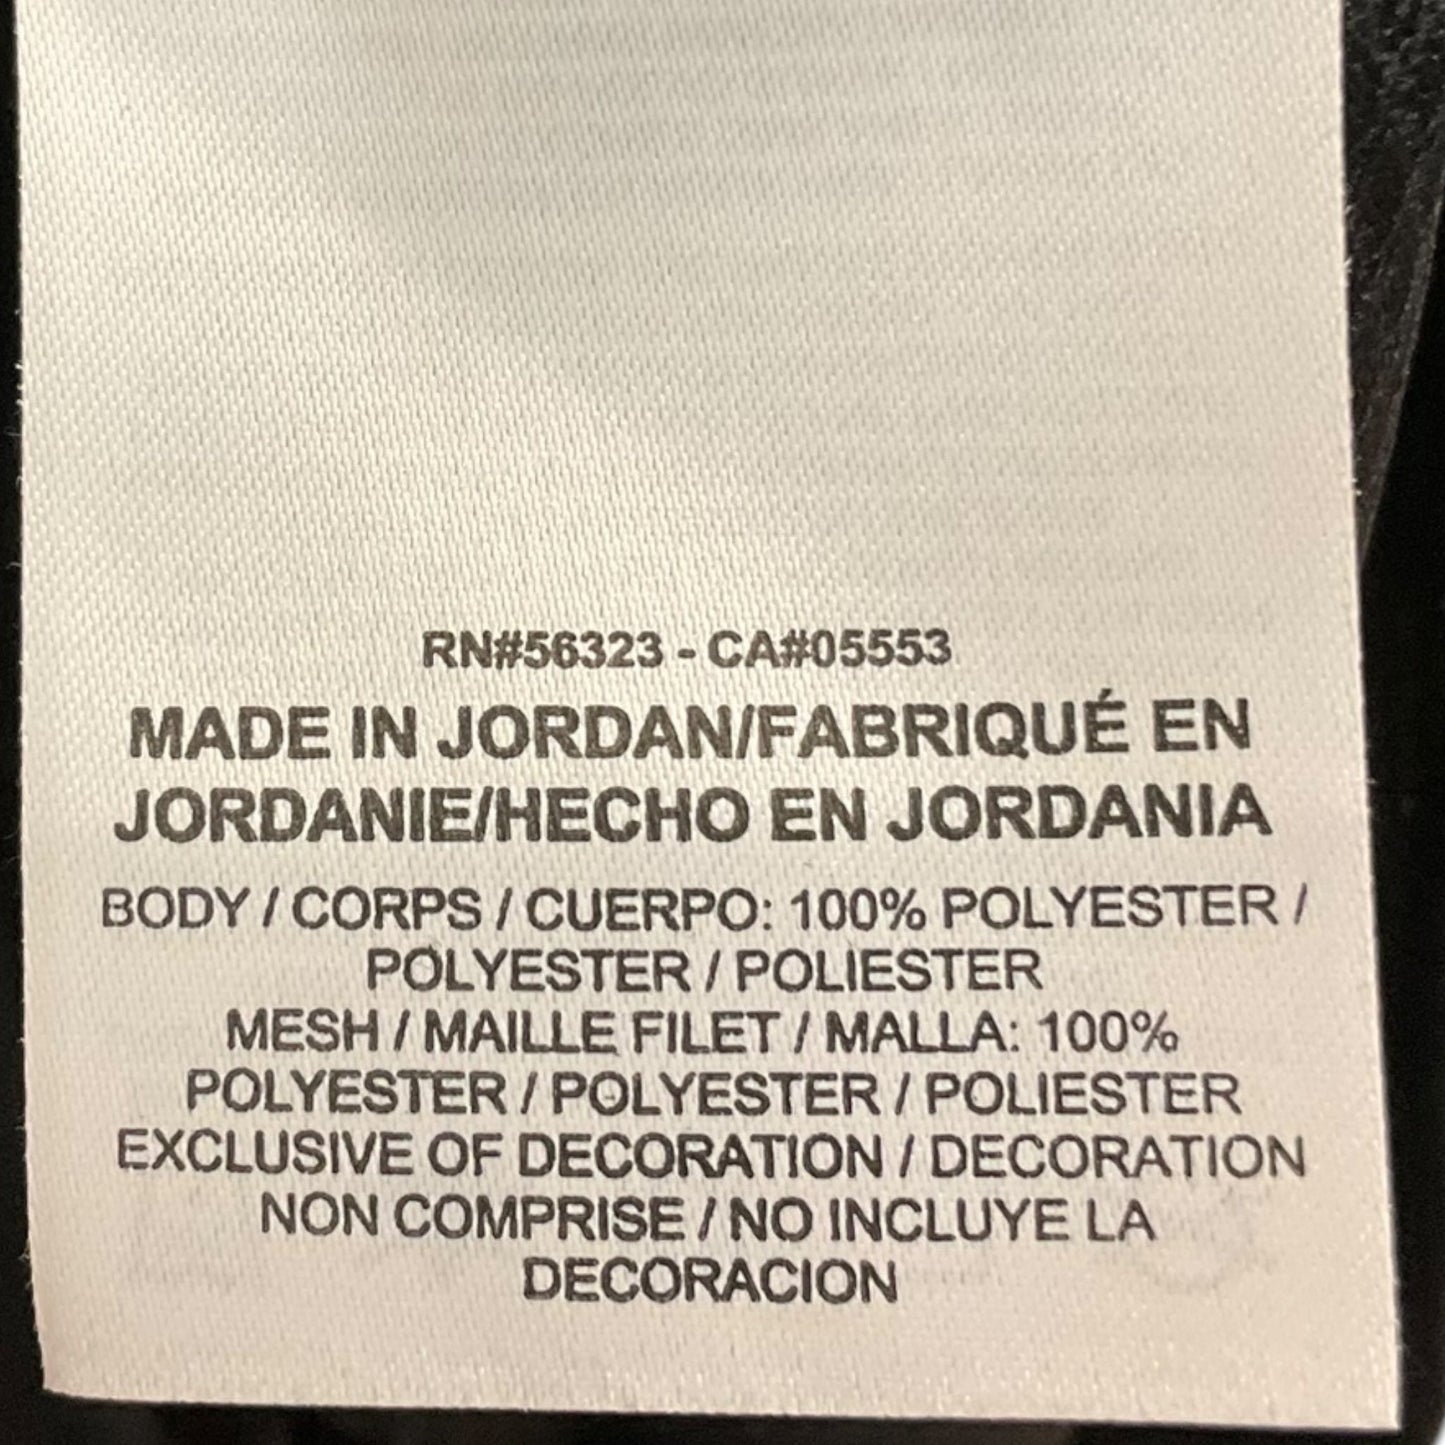 RN#56323 - CA#05553
MADE IN JORDAN/FABRIQUÉ EN
JORDANIE/HECHO EN JORDANIA
BODY / CORPS / CUERPO: 100% POLYESTER /
POLYESTER / POLIESTER
MESH / MAILLE FILET / MALLA: 100%
POLYESTER / POLYESTER / POLIESTER
EXCLUSIVE OF DECORATION / DECORATION
NON COMPRISE / NO INCLUYE LA
DECORACION